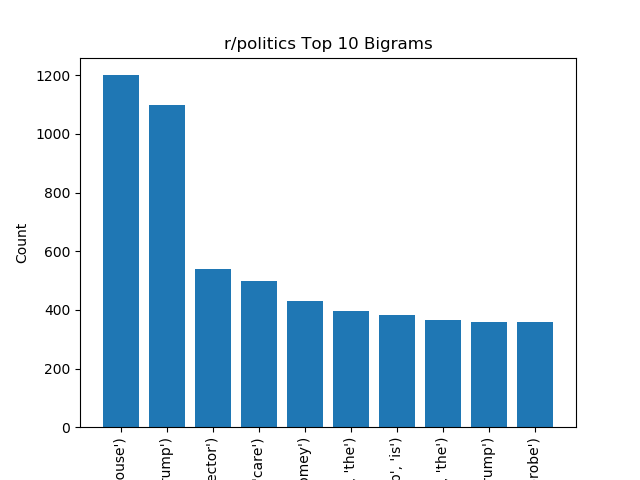 r/politics Top 10 Bigrams
1200
1000
800
600
400
200
0
Count
ouse')
rump')
ector')
'care')
omey')
, 'the')
o', 'is')
, 'the')
rump')
robe')